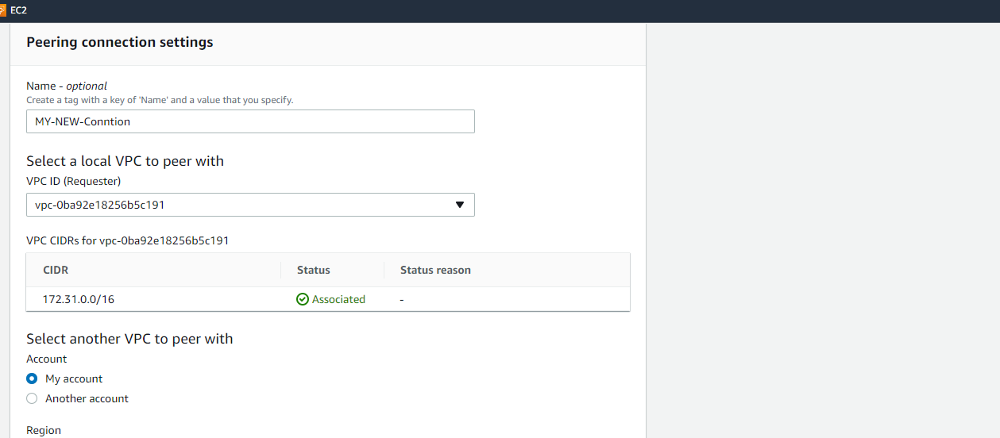 EC2
Peering connection settings
Name - optional
Create a tag with a key of 'Name' and a value that you specify.
MY-NEW-Conntion
Select a local VPC to peer with
VPC ID (Requester)
vpc-0ba92e18256b5c191
VPC CIDRs for vpc-0ba92e18256b5c191
CIDR Status Status reason
172.31.0.0/16 Associated -
Select another VPC to peer with
Account
My account
Another account
Region